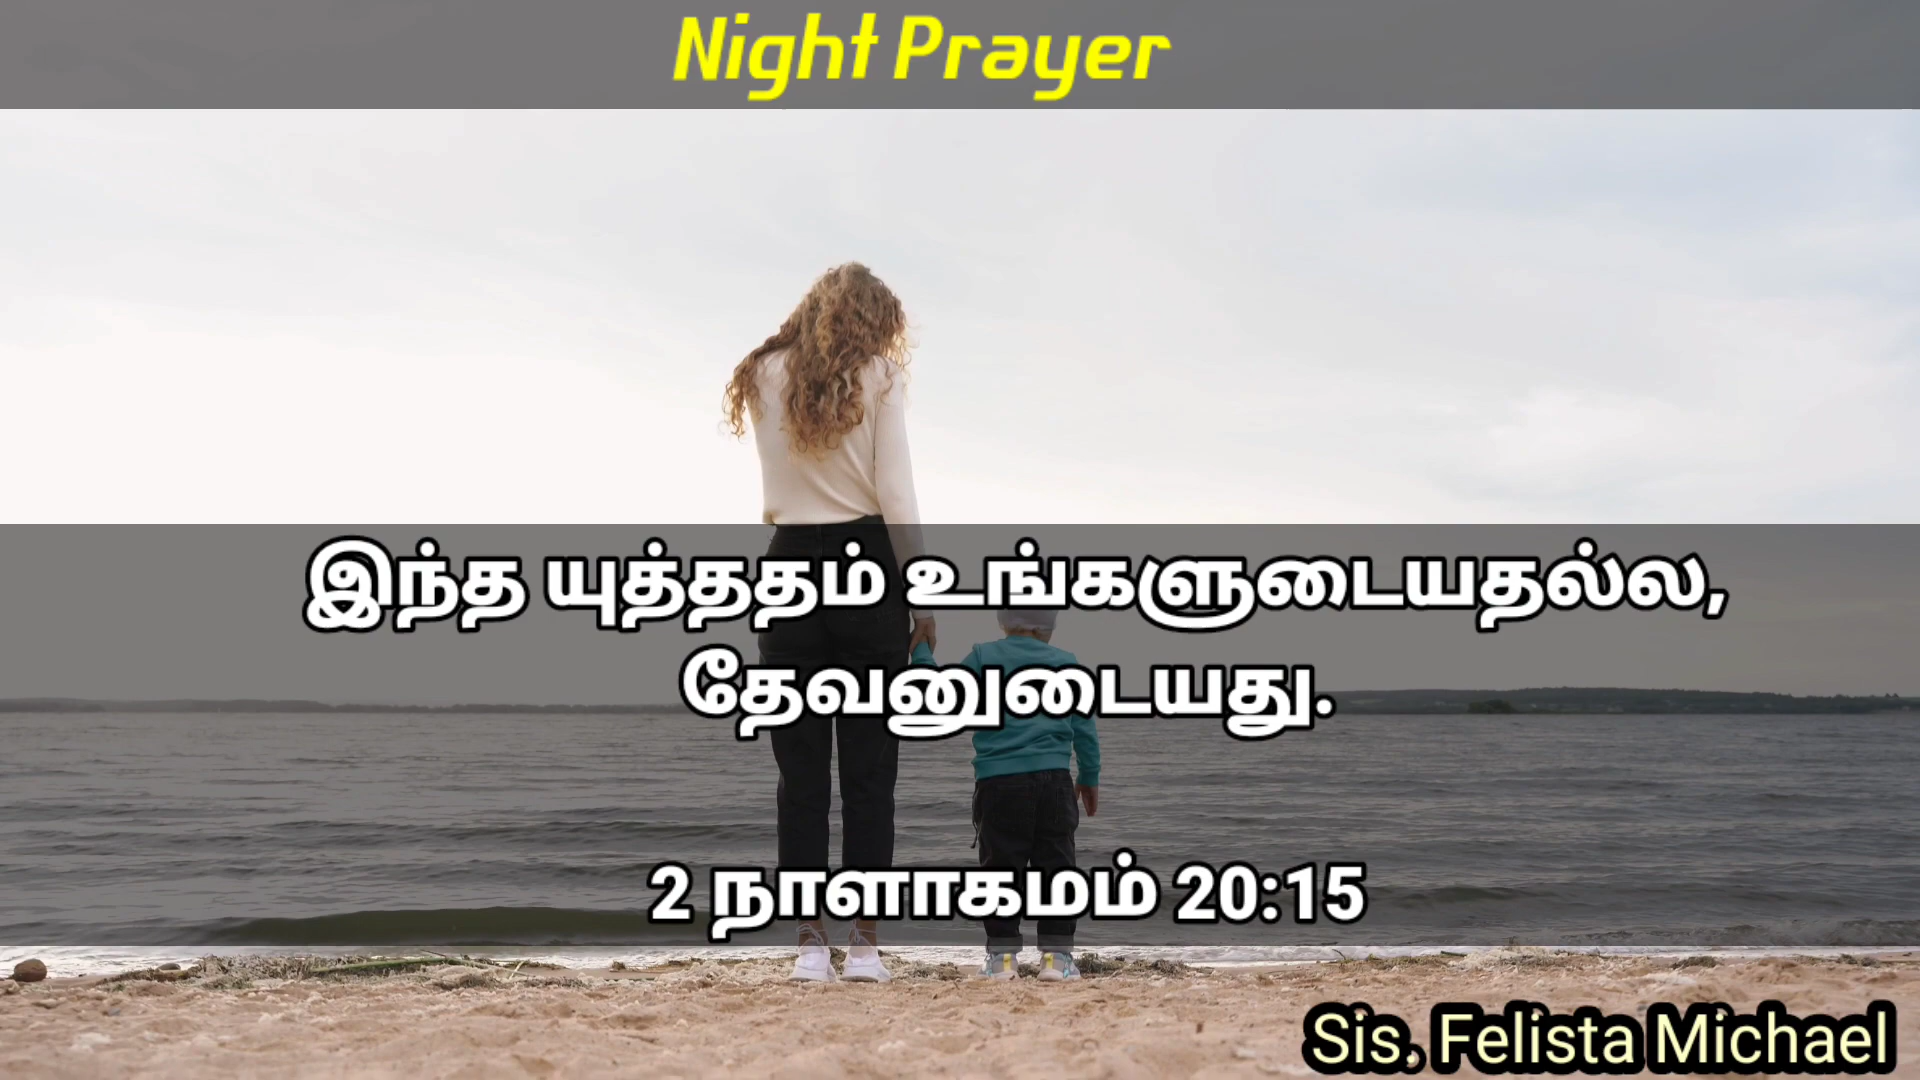 Night Prayer
இந்த யுத்ததம் உங்களுடையதல்ல,
தேவனுடையது.
2 நாளாகமம் 20:15
Sis. Felista Michael